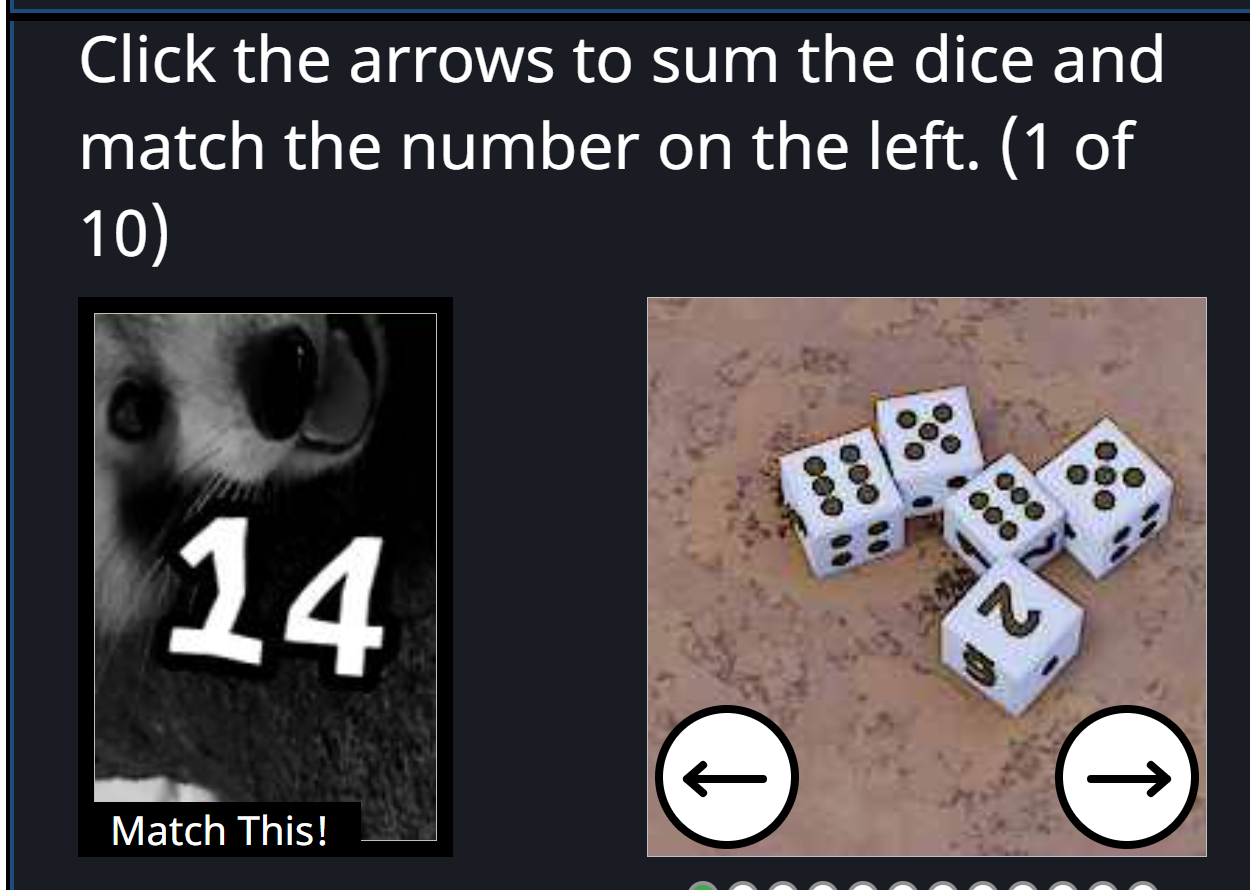 Click the arrows to sum the dice and
match the number on the left. (1 of
10)
14
2
Match This!